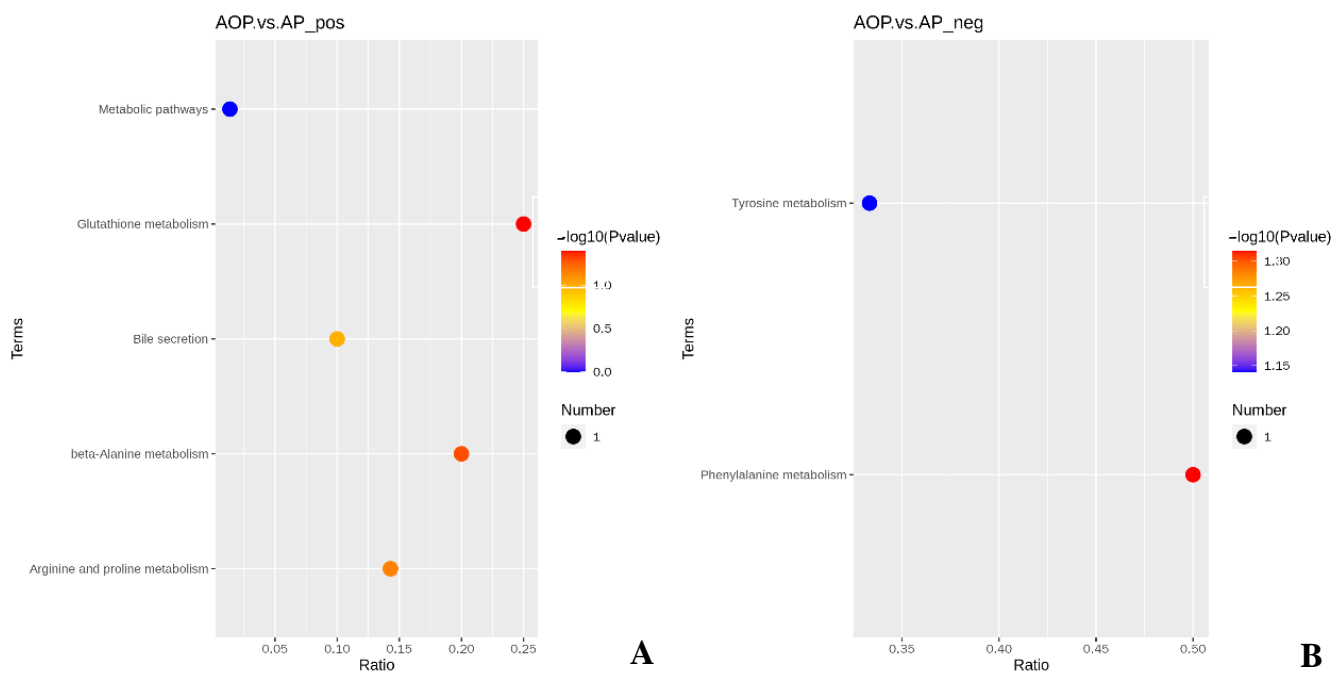 AOP.vs.AP_pos
Metabolic pathways
Glutathione metabolism
Bile secretion
beta-Alanine metabolism
Arginine and proline metabolism
Terms
0.05 0.10 0.15 0.20 0.25
Ratio
−log10(Pvalue)
1.0
0.5
0.0
Number
1
A
AOP.vs.AP_neg
Tyrosine metabolism
Phenylalanine metabolism
Terms
0.35 0.40 0.45 0.50
Ratio
−log10(Pvalue)
1.30
1.25
1.20
1.15
Number
1
B